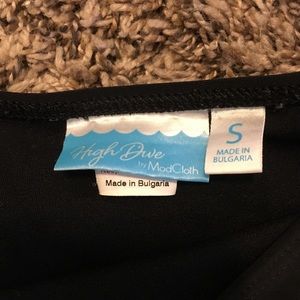 High Dive
by ModCloth
Made in Bulgaria
S
MADE IN
BULGARIA